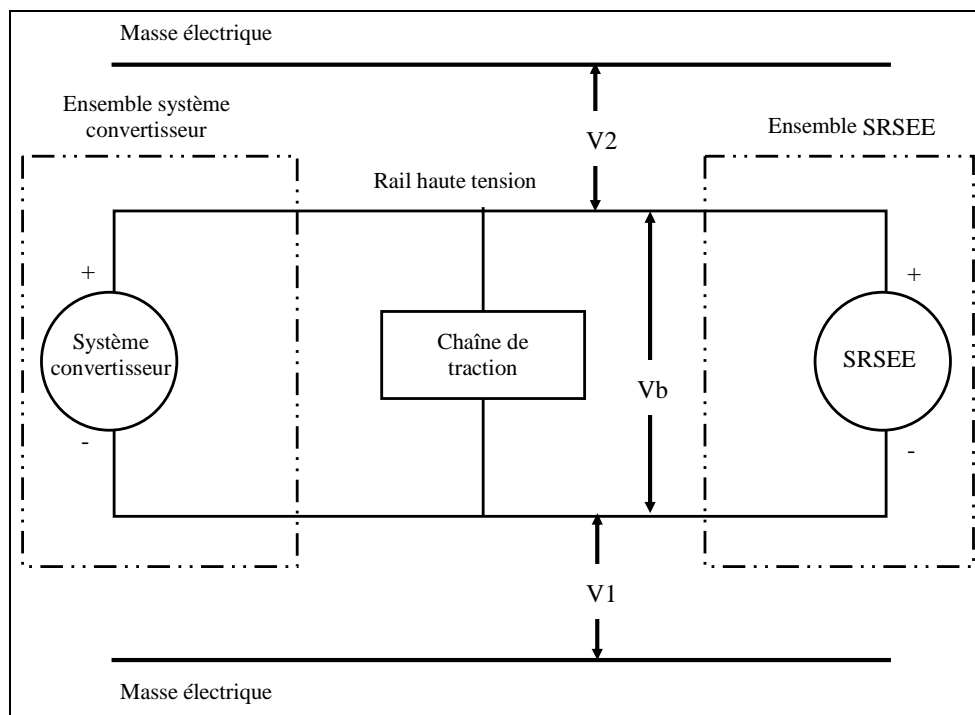 Masse électrique
Ensemble système
convertisseur
Ensemble SRSEE
V2
Rail haute tension
+
+
Système
convertisseur
Chaîne de
traction
SRSEE
Vb
-
-
V1
Masse électrique